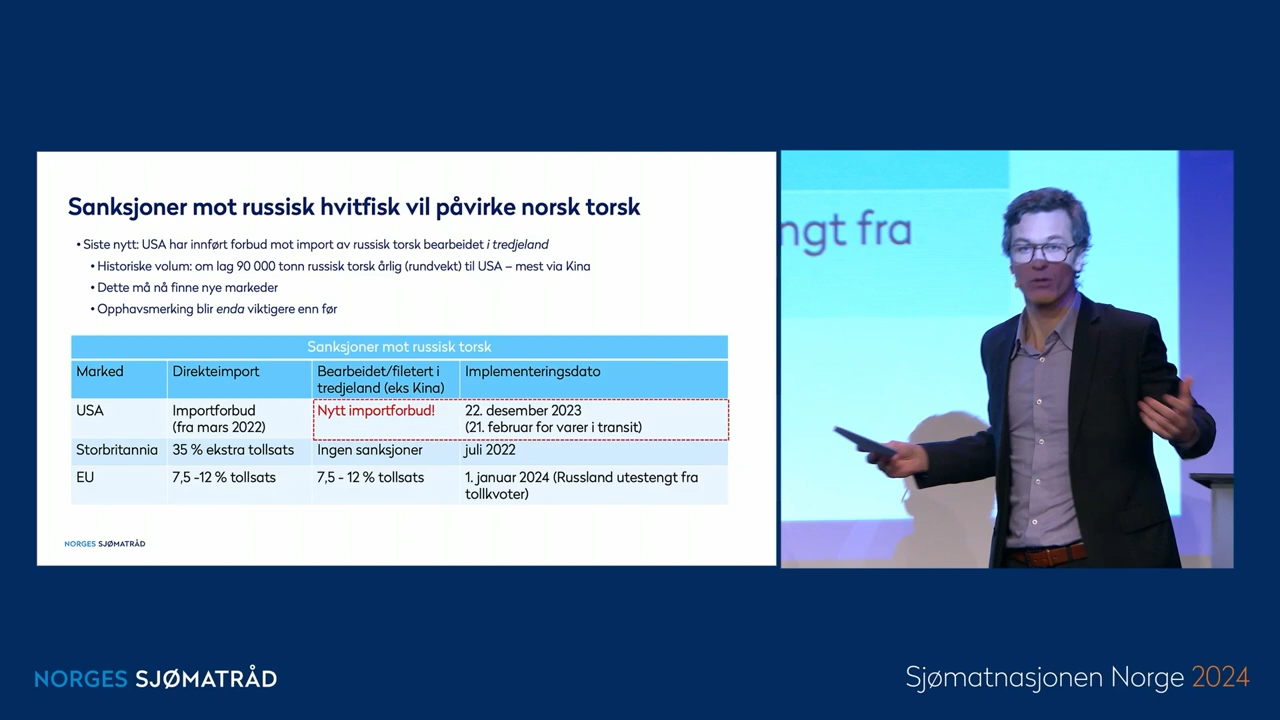 Sanksjoner mot russisk hvitfisk vil påvirke norsk torsk
• Siste nytt: USA har innført forbud mot import av russisk torsk bearbeidet i tredjeland
• Historiske volum: om lag 90 000 tonn russisk torsk årlig (rundvekt) til USA – mest via Kina
• Dette må nå finne nye markeder
• Opphavsmerking blir enda viktigere enn før
Sanksjoner mot russisk torsk
Marked
Direkteimport
Bearbeidet/filetert i
tredjeland (eks Kina)
Implementeringsdato
USA
Importforbud
(fra mars 2022)
Nytt importforbud!
22. desember 2023
(21. februar for varer i transit)
Storbritannia
35 % ekstra tollsats
Ingen sanksjoner
juli 2022
EU
7,5 -12 % tollsats
7,5 - 12 % tollsats
1. januar 2024 (Russland utestengt fra
tollkvoter)
NORGES SJØMATRÅD
ngt fra
NORGES SJØMATRÅD
Sjømatnasjonen Norge 2024